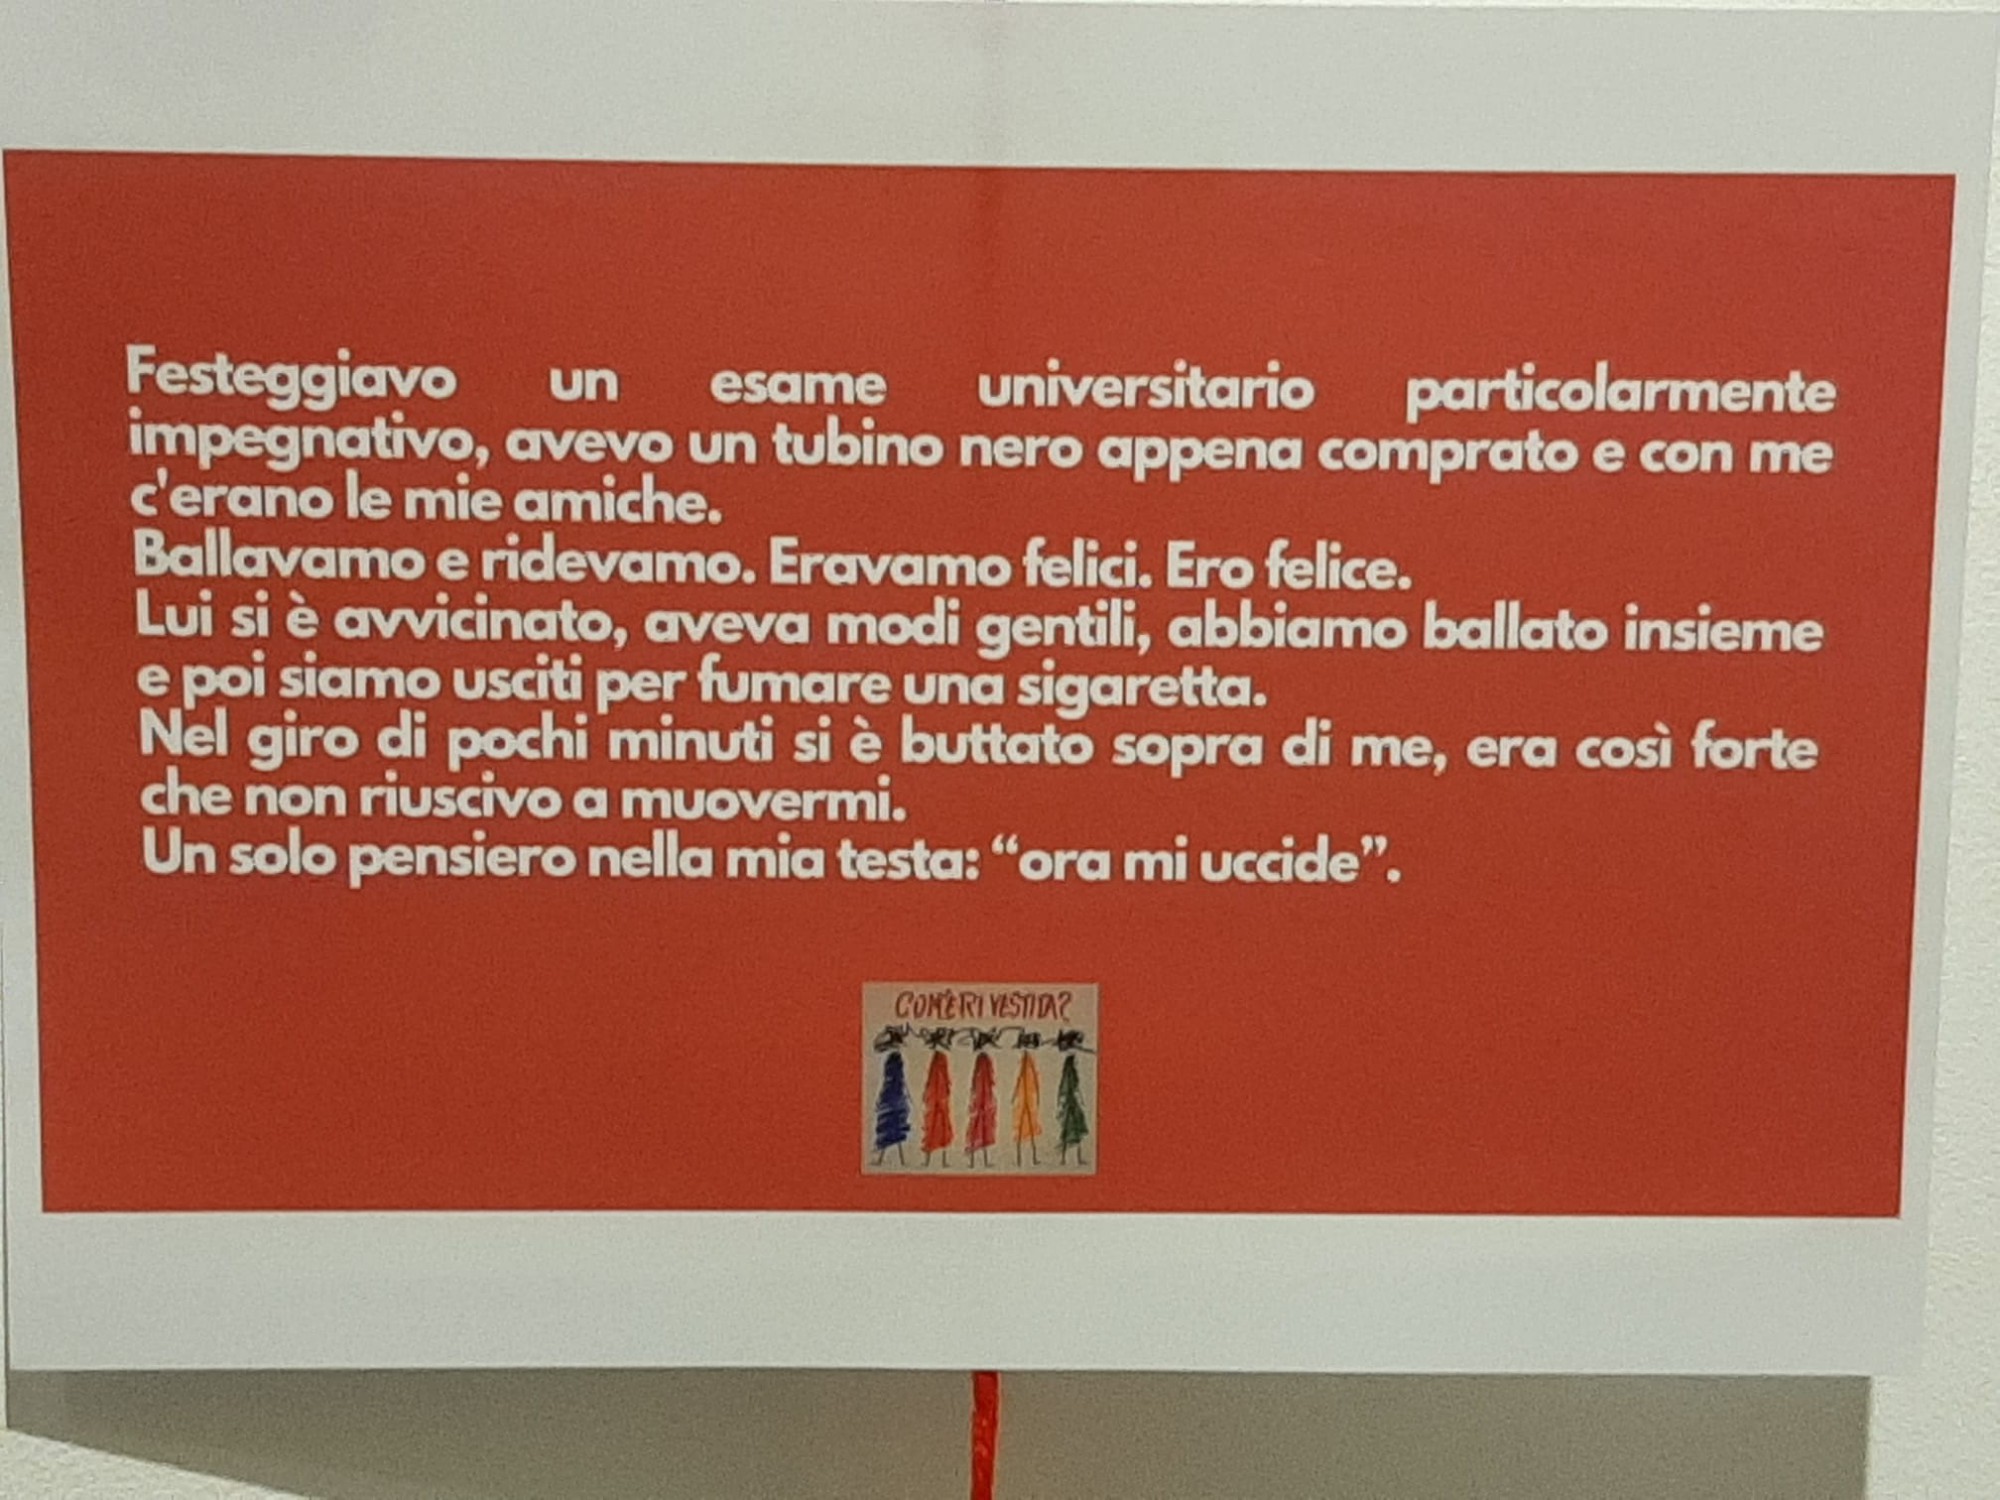 Festeggiavo un esame universitario particolarmente
impegnativo, avevo un tubino nero appena comprato e con me
c'erano le mie amiche.
Ballavamo e ridevamo. Eravamo felici. Ero felice.
Lui si è avvicinato, aveva modi gentili, abbiamo ballato insieme
e poi siamo usciti per fumare una sigaretta.
Nel giro di pochi minuti si è buttato sopra di me, era così forte
che non riuscivo a muovermi.
Un solo pensiero nella mia testa: “ora mi uccide”.
COM'ERI VESTITA?